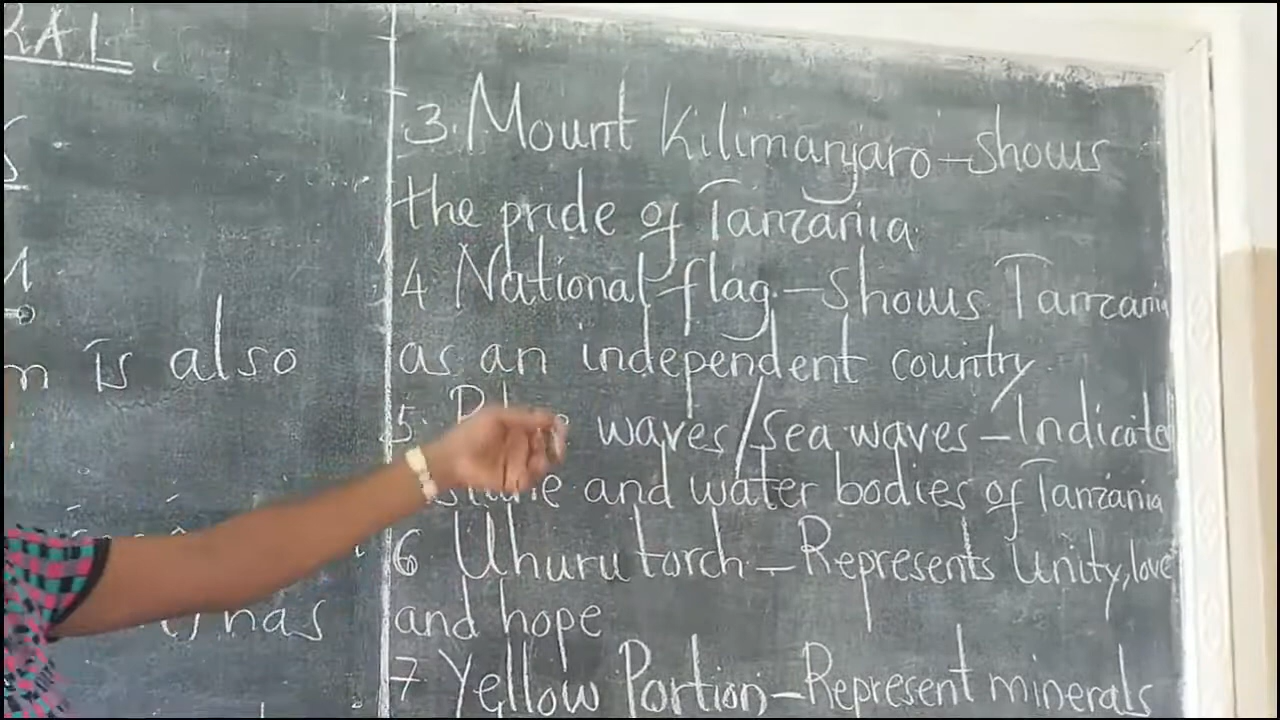 RAL
is also
has
3. Mount Kilimanjaro - shows
the pride of Tanzania
4 National flag - shows Tanzania
as an independent country
5. waves/sea waves - Indicate
and water bodies of Tanzania
6 Uhuru torch - Represents Unity, love
and hope
7 Yellow Portion - Represent minerals